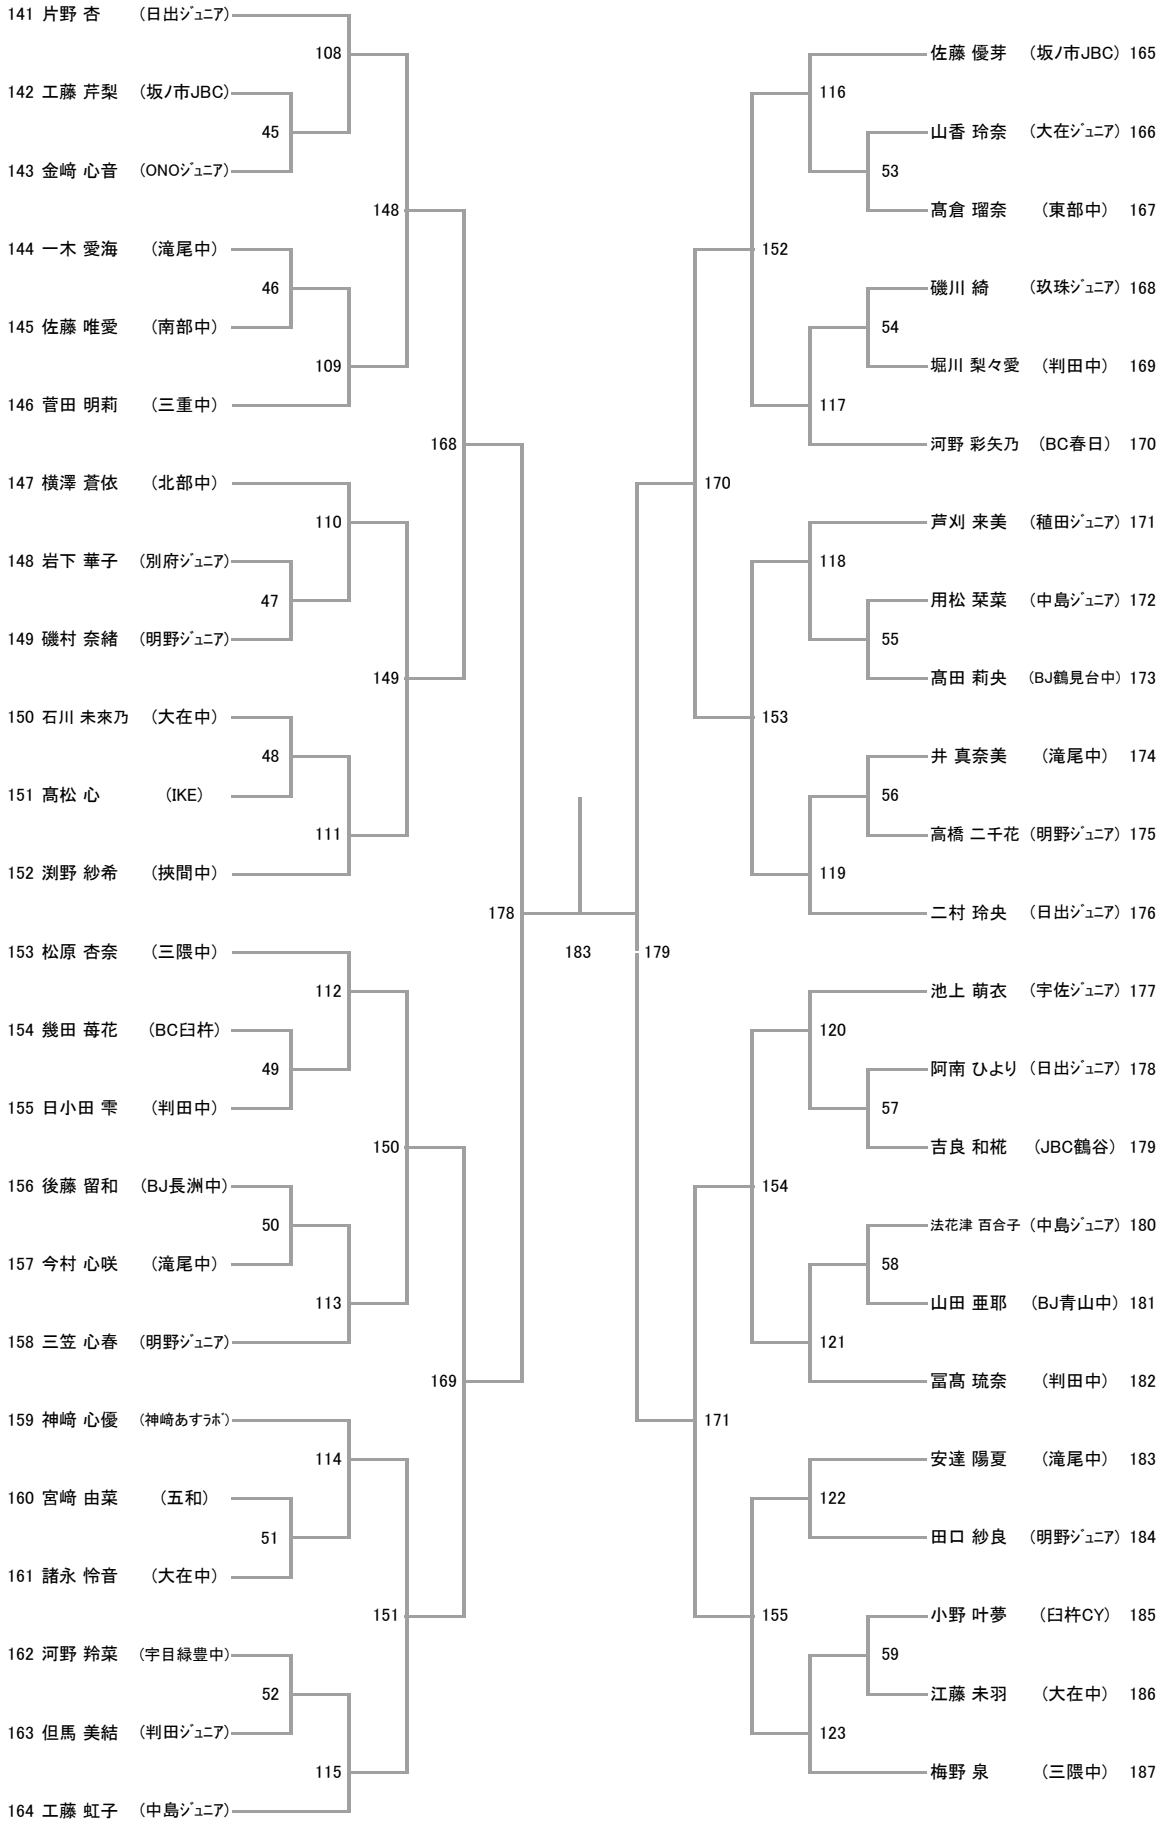 141 片野 杏 (日出ジュニア)
108
142 工藤 芹梨 (坂ノ市JBC)
45
143 金﨑 心音 (ONOジュニア)
148
144 一木 愛海 (滝尾中)
46
145 佐藤 唯愛 (南部中)
109
146 菅田 明莉 (三重中)
168
147 横澤 蒼依 (北部中)
110
148 岩下 華子 (別府ジュニア)
47
149 磯村 奈緒 (明野ジュニア)
149
150 石川 未來乃 (大在中)
48
151 髙松 心 (IKE)
111
152 渕野 紗希 (挾間中)
178
153 松原 杏奈 (三隈中)
112
154 幾田 苺花 (BC臼杵)
49
155 日小田 雫 (判田中)
150
156 後藤 留和 (BJ長洲中)
50
157 今村 心咲 (滝尾中)
113
158 三笠 心春 (明野ジュニア)
169
159 神﨑 心優 (神﨑あすラボ)
114
160 宮﨑 由菜 (五和)
51
161 諸永 怜音 (大在中)
151
162 河野 羚菜 (宇目緑豊中)
52
163 但馬 美結 (判田ジュニア)
115
164 工藤 虹子 (中島ジュニア)
183
179
佐藤 優芽 (坂ノ市JBC) 165
116
山香 玲奈 (大在ジュニア) 166
53
髙倉 瑠奈 (東部中) 167
152
磯川 綺 (玖珠ジュニア) 168
54
堀川 梨々愛 (判田中) 169
117
河野 彩矢乃 (BC春日) 170
170
芦刈 来美 (稙田ジュニア) 171
118
用松 栞菜 (中島ジュニア) 172
55
髙田 莉央 (BJ鶴見台中) 173
153
井 真奈美 (滝尾中) 174
56
高橋 二千花 (明野ジュニア) 175
119
二村 玲央 (日出ジュニア) 176
池上 萌衣 (宇佐ジュニア) 177
120
阿南 ひより (日出ジュニア) 178
57
吉良 和椛 (JBC鶴谷) 179
154
法花津 百合子 (中島ジュニア) 180
58
山田 亜耶 (BJ青山中) 181
121
冨髙 琉奈 (判田中) 182
171
安達 陽夏 (滝尾中) 183
122
田口 紗良 (明野ジュニア) 184
155
小野 叶夢 (臼杵CY) 185
59
江藤 未羽 (大在中) 186
123
梅野 泉 (三隈中) 187